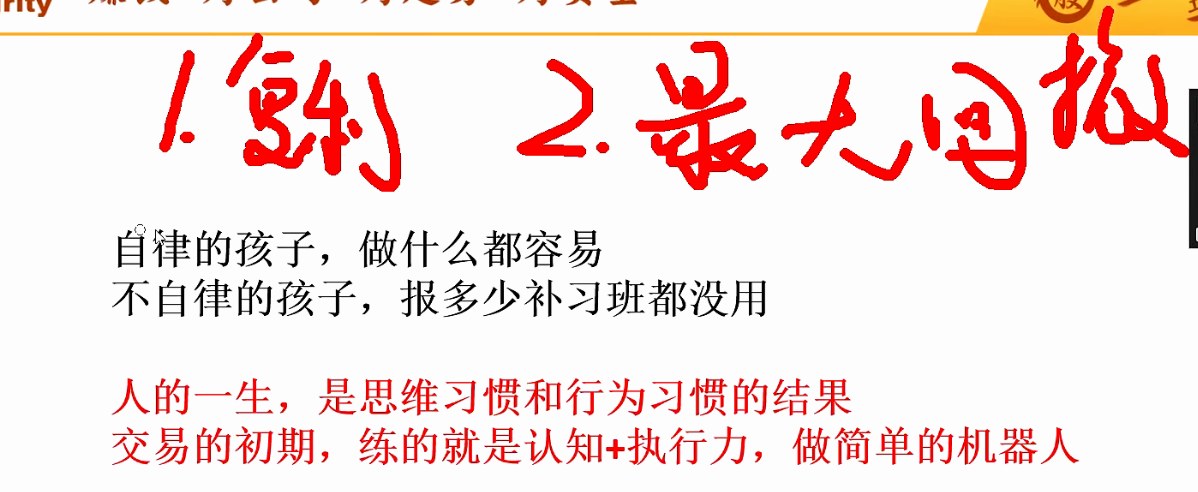 1.复利 2.最大回撤
自律的孩子，做什么都容易
不自律的孩子，报多少补习班都没用
人的一生，是思维习惯和行为习惯的结果
交易的初期，练的就是认知+执行力，做简单的机器人